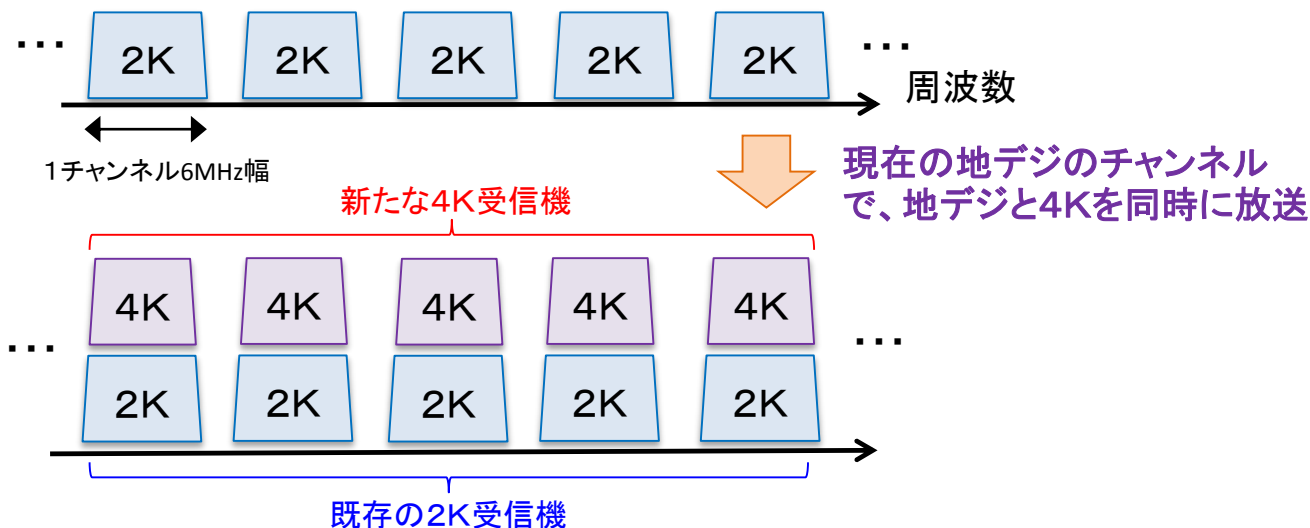 ･･･ 2K 2K 2K 2K 2K ･･･
周波数
1チャンネル6MHz幅
現在の地デジのチャンネル
で、地デジと4Kを同時に放送
新たな4K受信機
4K 4K 4K 4K 4K
･･･ ･･･
2K 2K 2K 2K 2K
既存の2K受信機